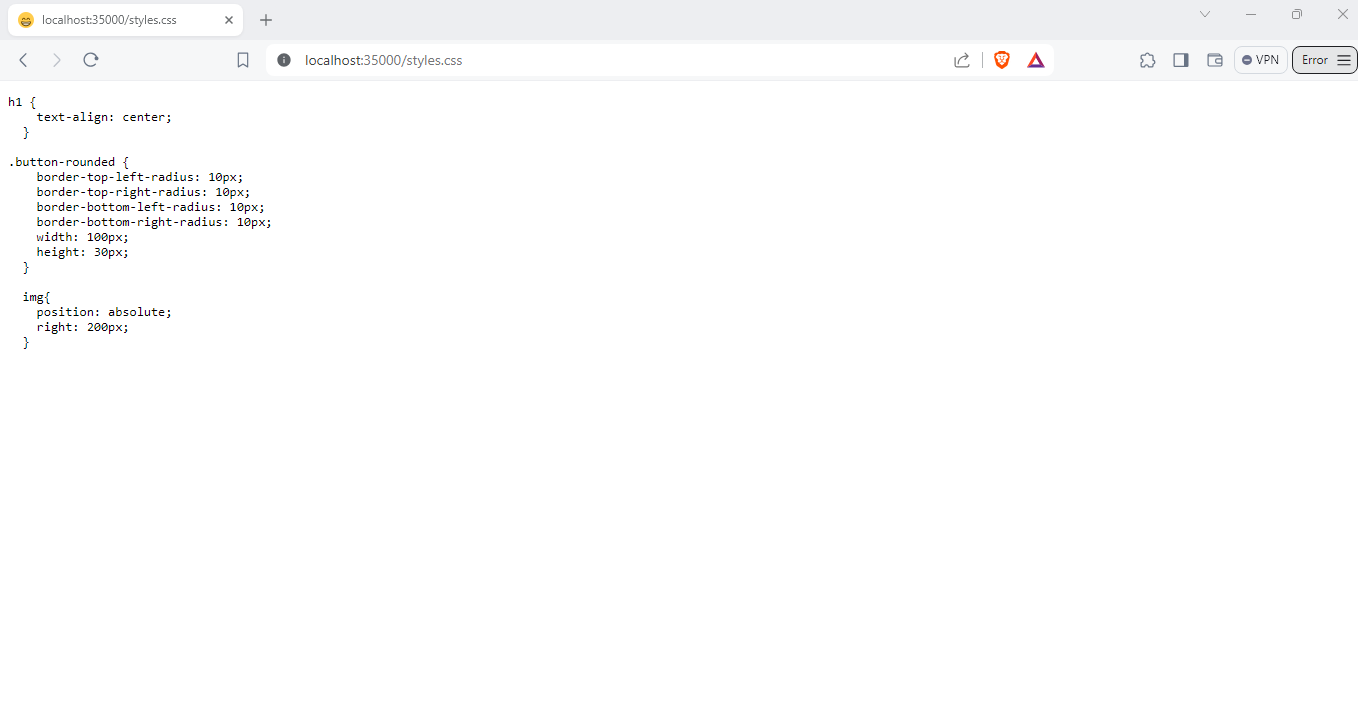 localhost:35000/styles.css
localhost:35000/styles.css
VPN
Error
h1 {
    text-align: center;
  }

.button-rounded {
    border-top-left-radius: 10px;
    border-top-right-radius: 10px;
    border-bottom-left-radius: 10px;
    border-bottom-right-radius: 10px;
    width: 100px;
    height: 30px;
  }

  img{
    position: absolute;
    right: 200px;
  }